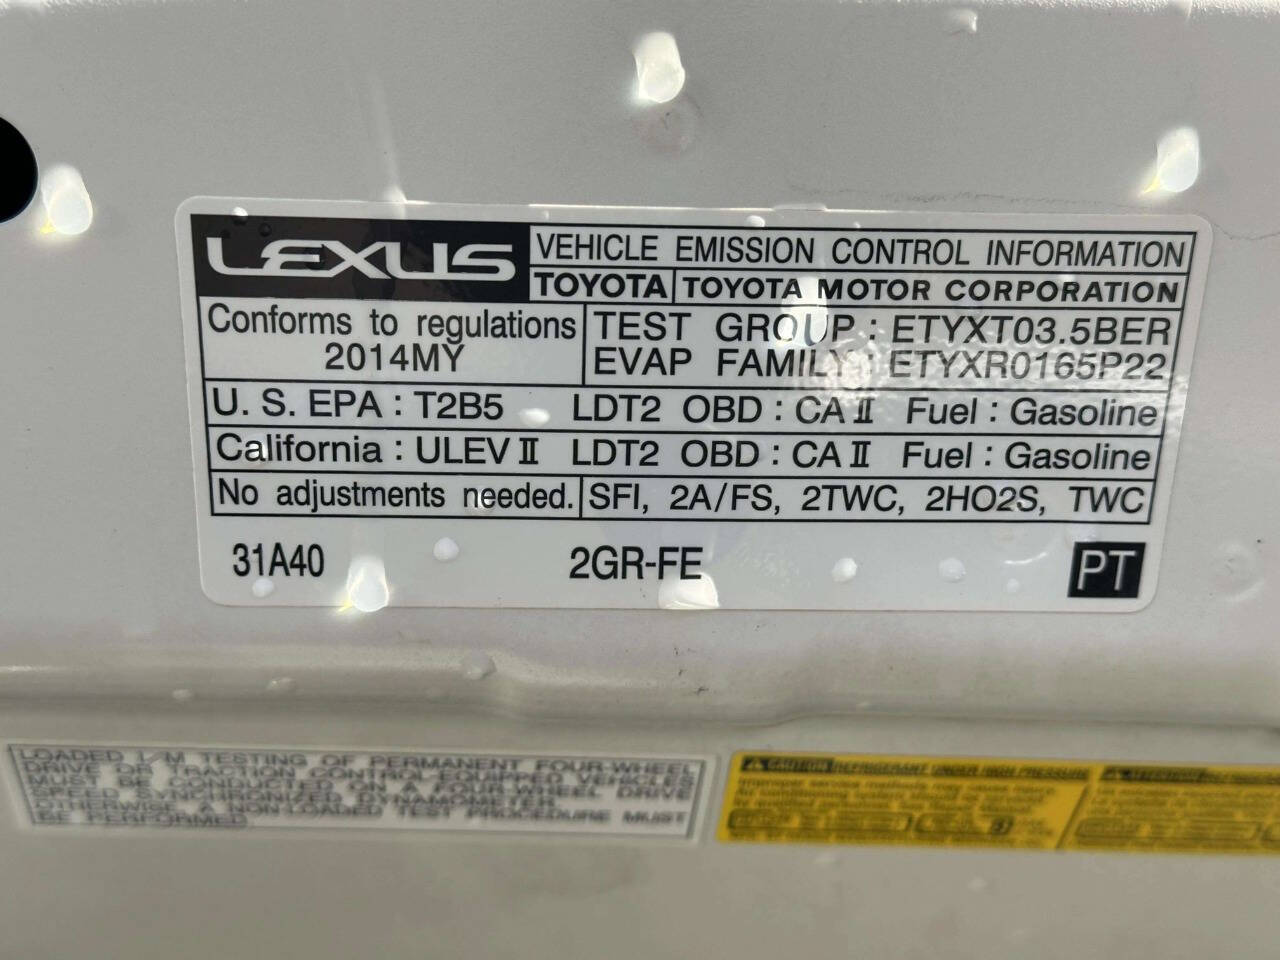 LEXUS VEHICLE EMISSION CONTROL INFORMATION
TOYOTA TOYOTA MOTOR CORPORATION
Conforms to regulations 2014MY
TEST GROUP : ETYXT03.5BER
EVAP FAMILY : ETYXR0165P22
U. S. EPA : T2B5 LDT2 OBD : CA II Fuel : Gasoline
California : ULEV II LDT2 OBD : CA II Fuel : Gasoline
No adjustments needed. SFI, 2A/FS, 2TWC, 2HO2S, TWC
31A40 2GR-FE PT
LOADED I/M TESTING OF PERMANENT FOUR-WHEEL
DRIVE OR TRACTION CONTROL-EQUIPPED VEHICLES
MUST BE CONDUCTED ON A FOUR-WHEEL DRIVE
SPEED SYNCHRONIZED DYNAMOMETER.
OTHERWISE A NON-LOADED TEST PROCEDURE MUST
BE PERFORMED
CAUTION REFRIGERANT UNDER HIGH PRESSURE
ATTENTION